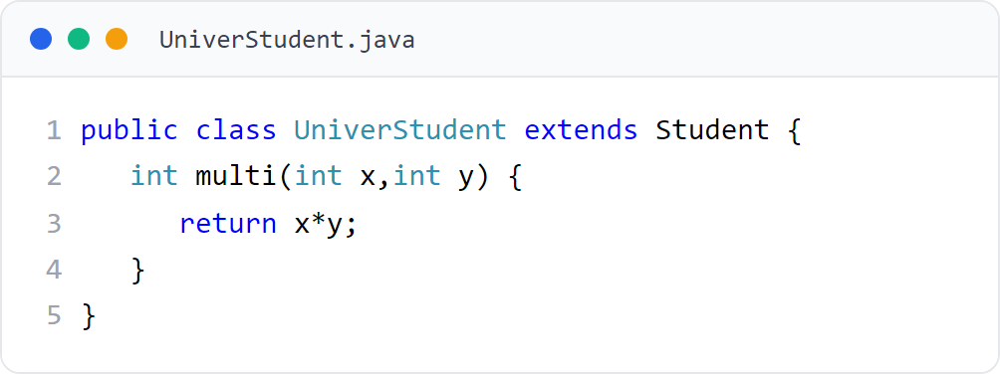 UniverStudent.java
1 public class UniverStudent extends Student {
2    int multi(int x,int y) {
3       return x*y;
4    }
5 }